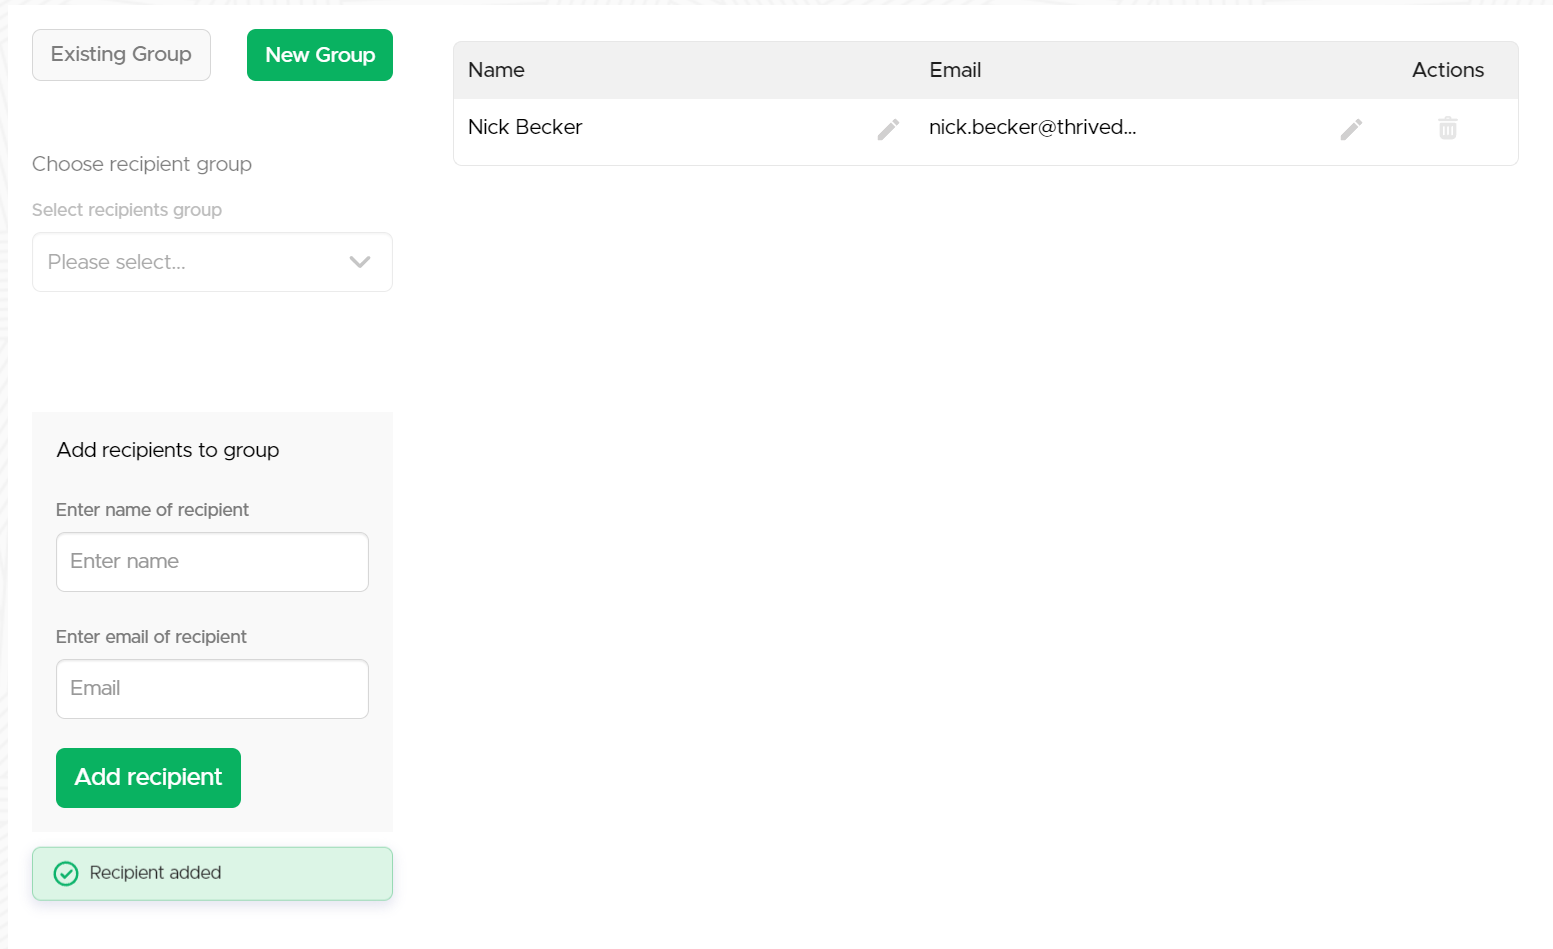 Existing Group
New Group
Choose recipient group
Select recipients group
Please select...
Add recipients to group
Enter name of recipient
Enter name
Enter email of recipient
Email
Add recipient
Recipient added
Name Email Actions
Nick Becker nick.becker@thrived...